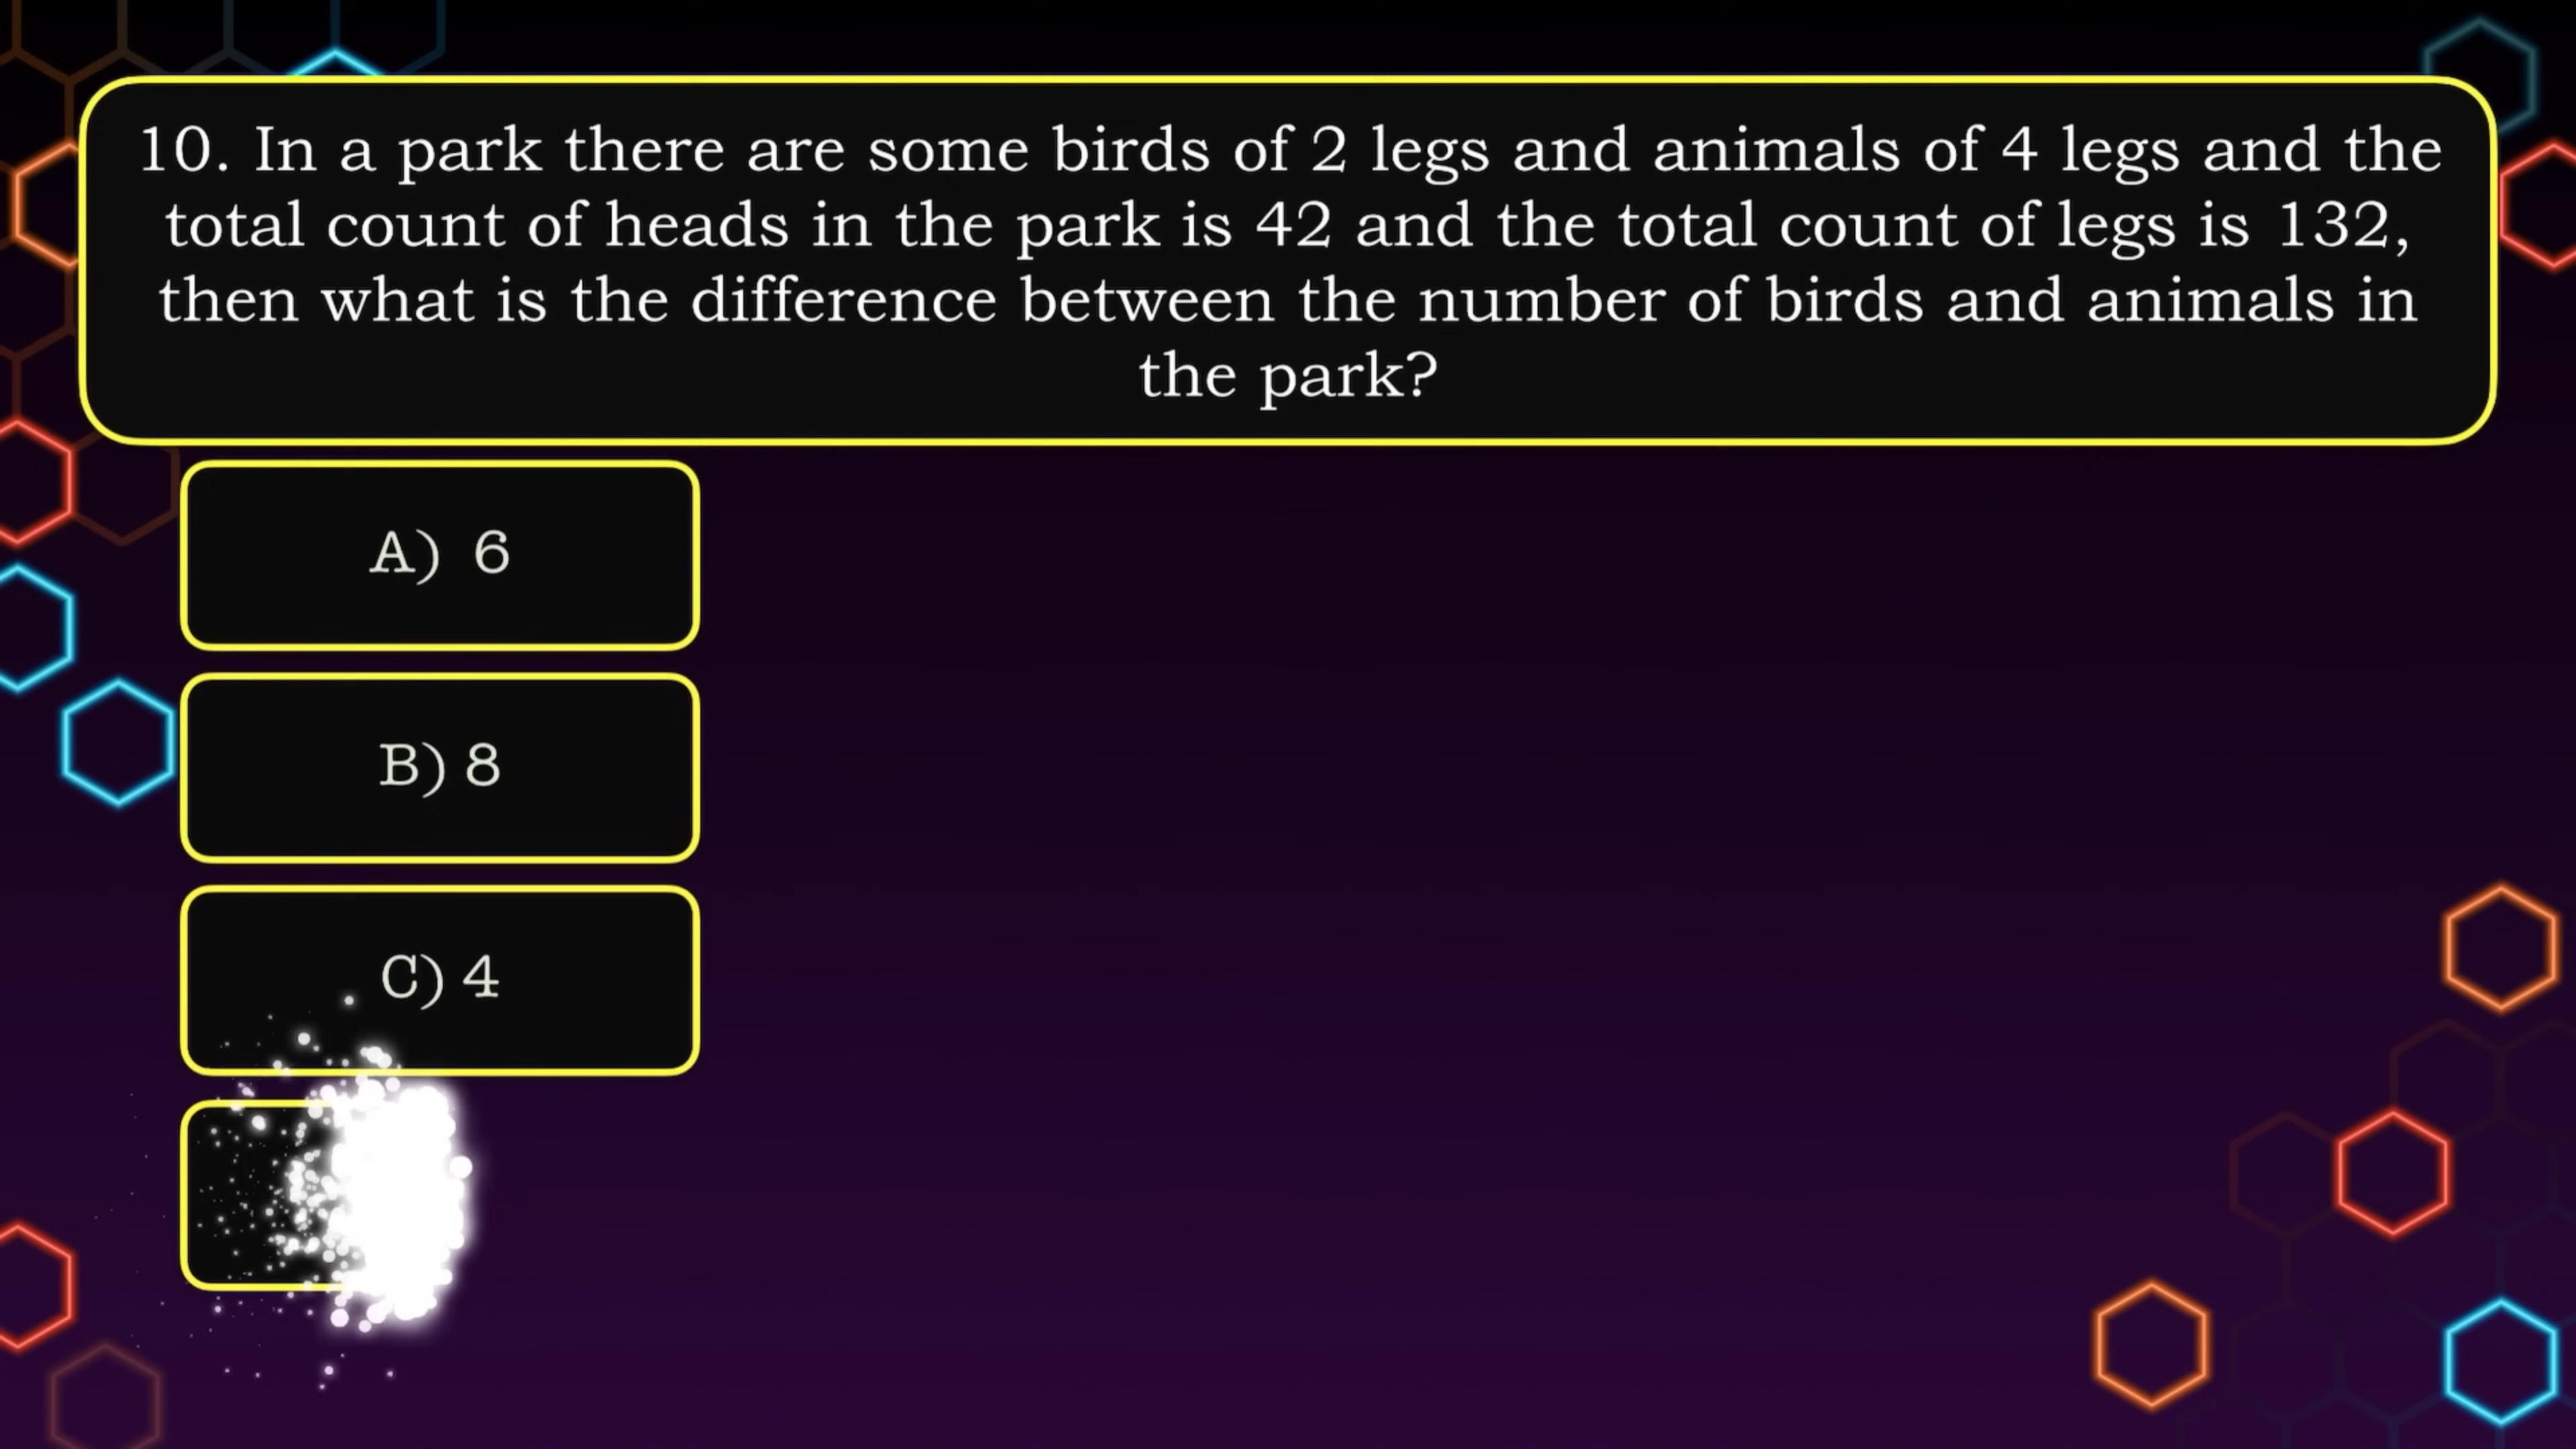 10. In a park there are some birds of 2 legs and animals of 4 legs and the
total count of heads in the park is 42 and the total count of legs is 132,
then what is the difference between the number of birds and animals in
the park?
A) 6
B) 8
C) 4